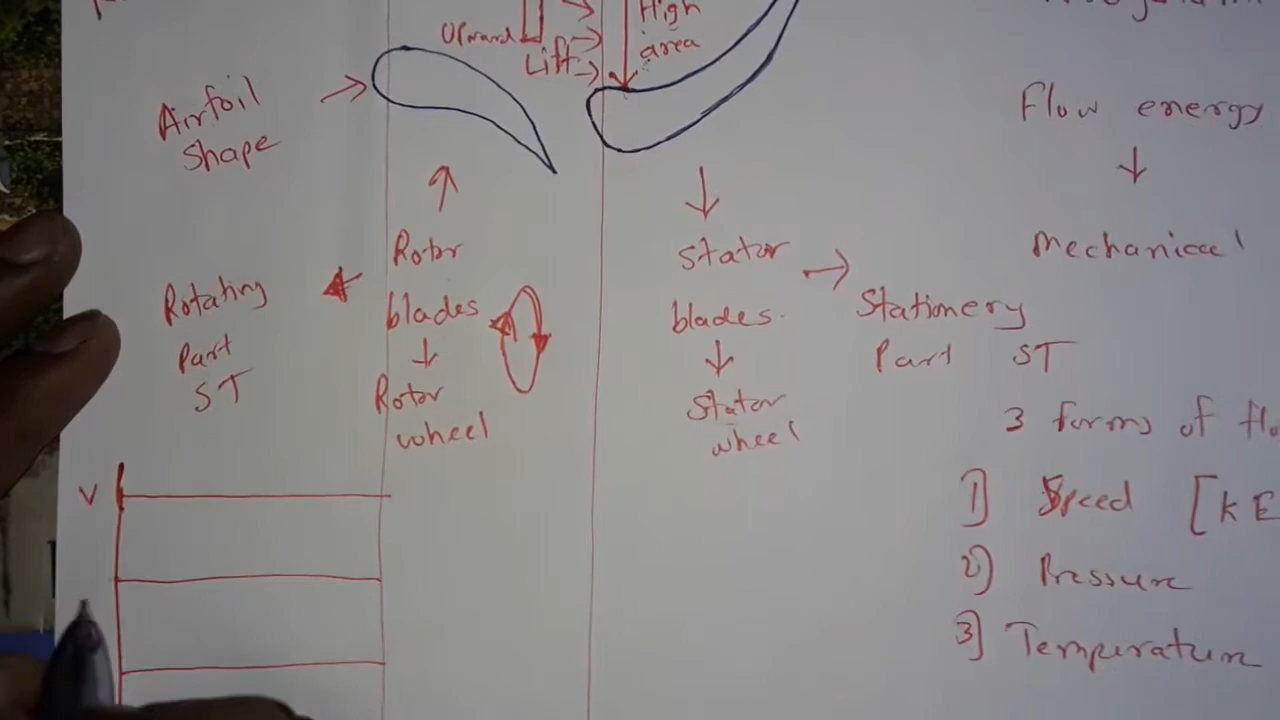 High
Upward
area
Lift
Airfoil
Shape
Flow energy
Mechanical
Rotor
blades
Rotor
wheel
Rotating
Part
ST
Stator
blades.
Stator
wheel
Stationery
Part ST
3 forms of flo
1) Speed [KE
2) Pressure
3) Temperature
V